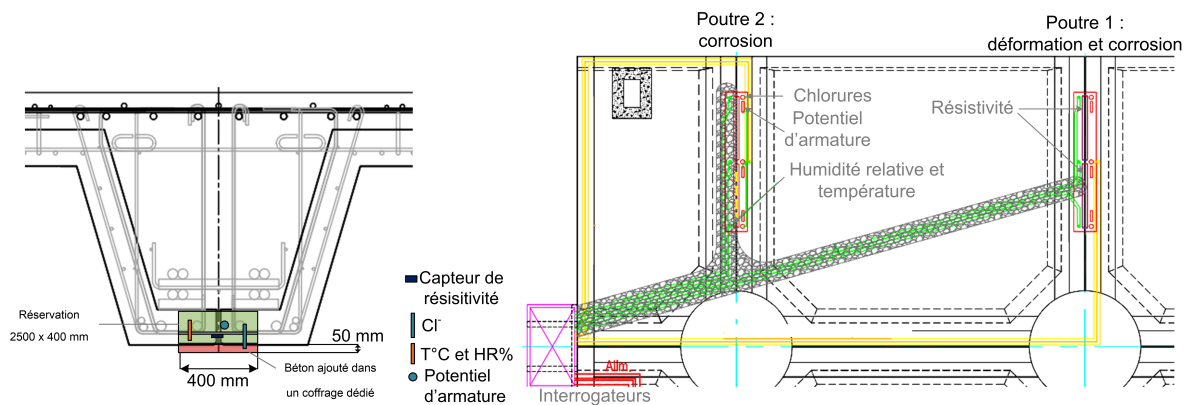 Réservation
2500 x 400 mm
400 mm
50 mm
Béton ajouté dans
un coffrage dédié
Capteur de
résisitivité
Cl⁻
T°C et HR%
Potentiel
d'armature
Poutre 2 :
corrosion
Poutre 1 :
déformation et corrosion
Chlorures
Potentiel
d'armature
Résistivité
Humidité relative et
température
Alim
Interrogateurs